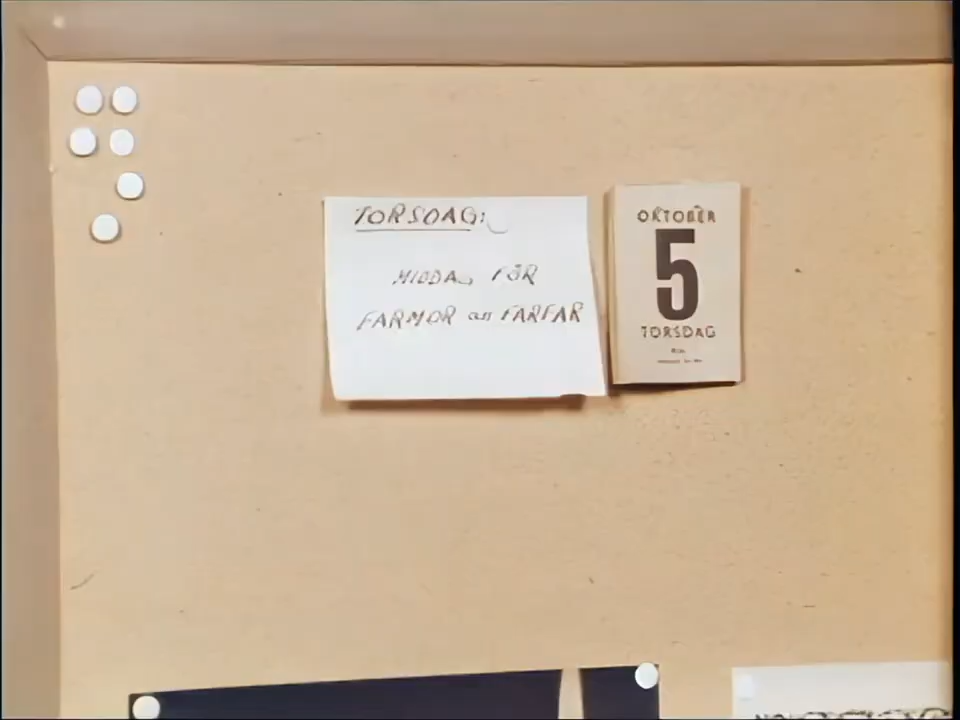 TORSDAG:
MIDDAG FÖR
FARMOR OCH FARFAR
OKTOBER
5
TORSDAG